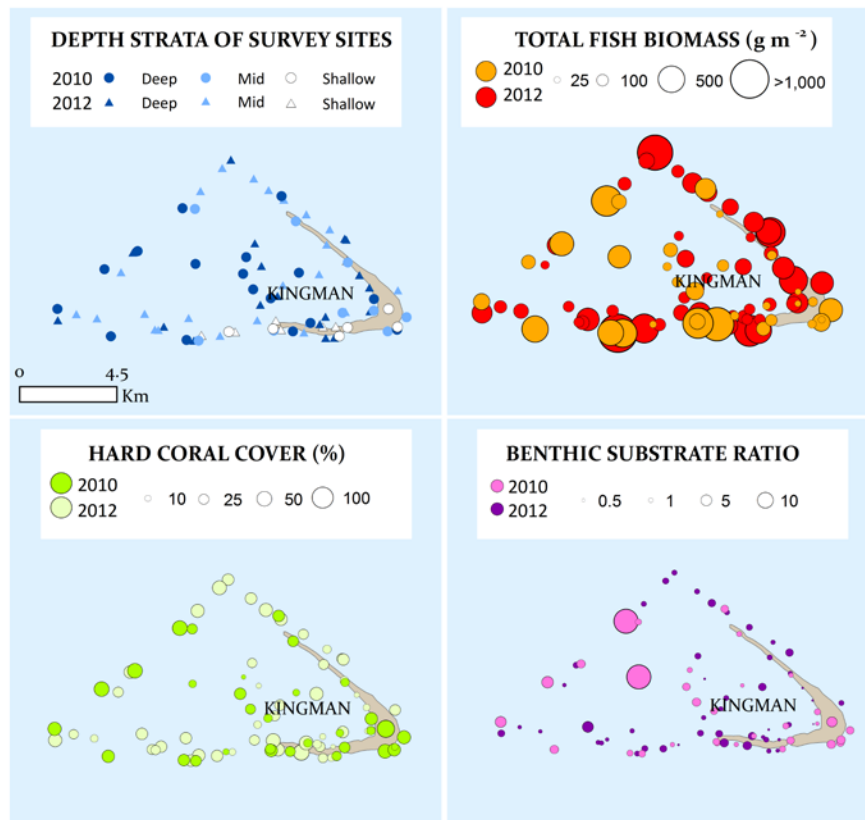 DEPTH STRATA OF SURVEY SITES
2010 Deep Mid Shallow
2012 Deep Mid Shallow
KINGMAN
0 4.5
Km
TOTAL FISH BIOMASS (g m ⁻²)
2010 25 100 500 >1,000
2012
KINGMAN
HARD CORAL COVER (%)
2010 10 25 50 100
2012
KINGMAN
BENTHIC SUBSTRATE RATIO
2010 0.5 1 5 10
2012
KINGMAN